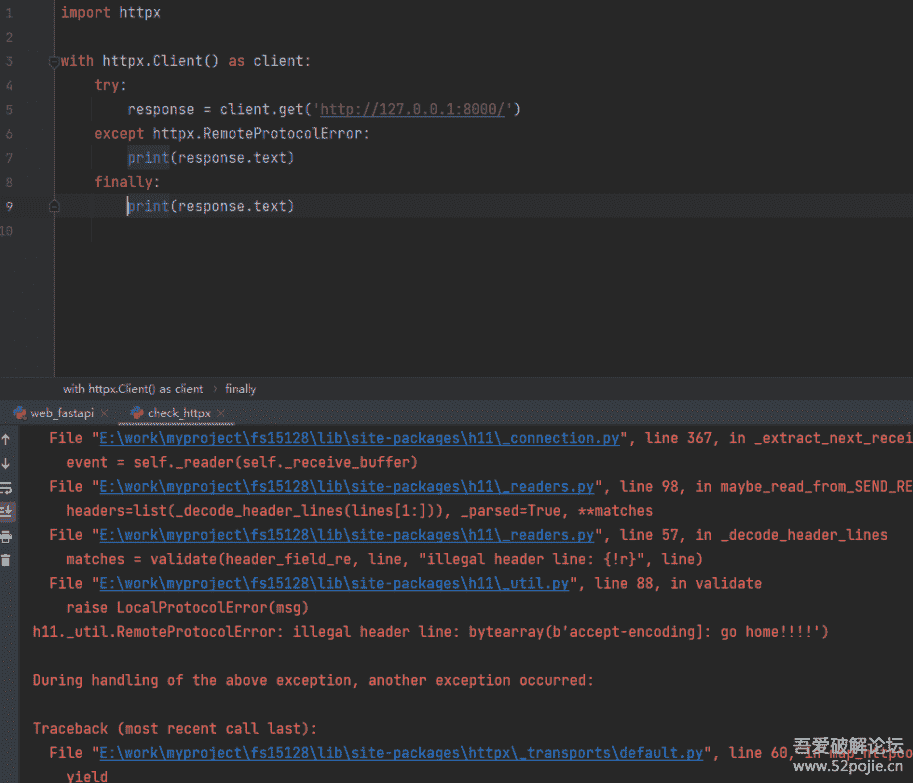 1 import httpx
2
3 with httpx.Client() as client:
4 try:
5 response = client.get('http://127.0.0.1:8000/')
6 except httpx.RemoteProtocolError:
7 print(response.text)
8 finally:
9 print(response.text)
10
with httpx.Client() as client › finally
web_fastapi × check_httpx ×
File "E:\work\myproject\fs15128\lib\site-packages\h11\_connection.py", line 367, in _extract_next_recei
event = self._reader(self._receive_buffer)
File "E:\work\myproject\fs15128\lib\site-packages\h11\_readers.py", line 98, in maybe_read_from_SEND_RE
headers=list(_decode_header_lines(lines[1:])), _parsed=True, **matches
File "E:\work\myproject\fs15128\lib\site-packages\h11\_readers.py", line 57, in _decode_header_lines
matches = validate(header_field_re, line, "illegal header line: {!r}", line)
File "E:\work\myproject\fs15128\lib\site-packages\h11\_util.py", line 88, in validate
raise LocalProtocolError(msg)
h11._util.RemoteProtocolError: illegal header line: bytearray(b'accept-encoding]: go home!!!!')
During handling of the above exception, another exception occurred:
Traceback (most recent call last):
File "E:\work\myproject\fs15128\lib\site-packages\httpx\_transports\default.py", line 60, in map_httpco
yield
吾爱破解论坛
www.52pojie.cn